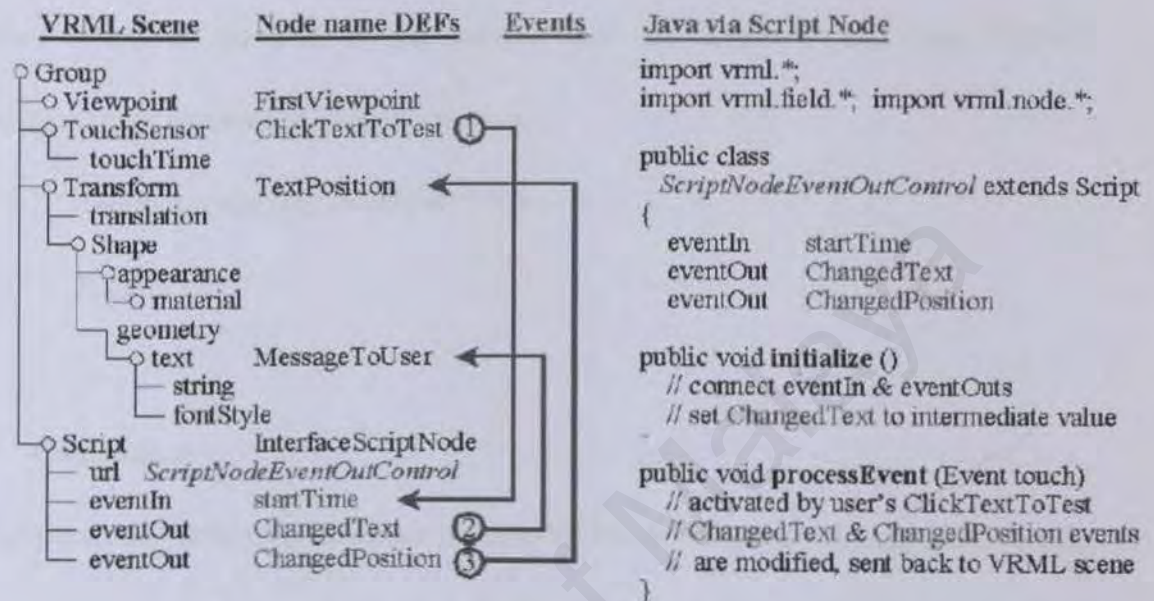 VRML Scene Node name DEFs Events Java via Script Node
Group
Viewpoint FirstViewpoint
TouchSensor ClickTextToTest 1
touchTime
Transform TextPosition
translation
Shape
appearance
material
geometry
text MessageToUser
string
fontStyle
Script InterfaceScriptNode
url ScriptNodeEventOutControl
eventIn startTime
eventOut ChangedText 2
eventOut ChangedPosition 3
import vrml.*;
import vrml.field.*; import vrml.node.*;
public class
ScriptNodeEventOutControl extends Script
{
eventIn startTime
eventOut ChangedText
eventOut ChangedPosition
public void initialize ()
// connect eventIn & eventOuts
// set ChangedText to intermediate value
public void processEvent (Event touch)
// activated by user's ClickTextToTest
// ChangedText & ChangedPosition events
// are modified, sent back to VRML scene
}